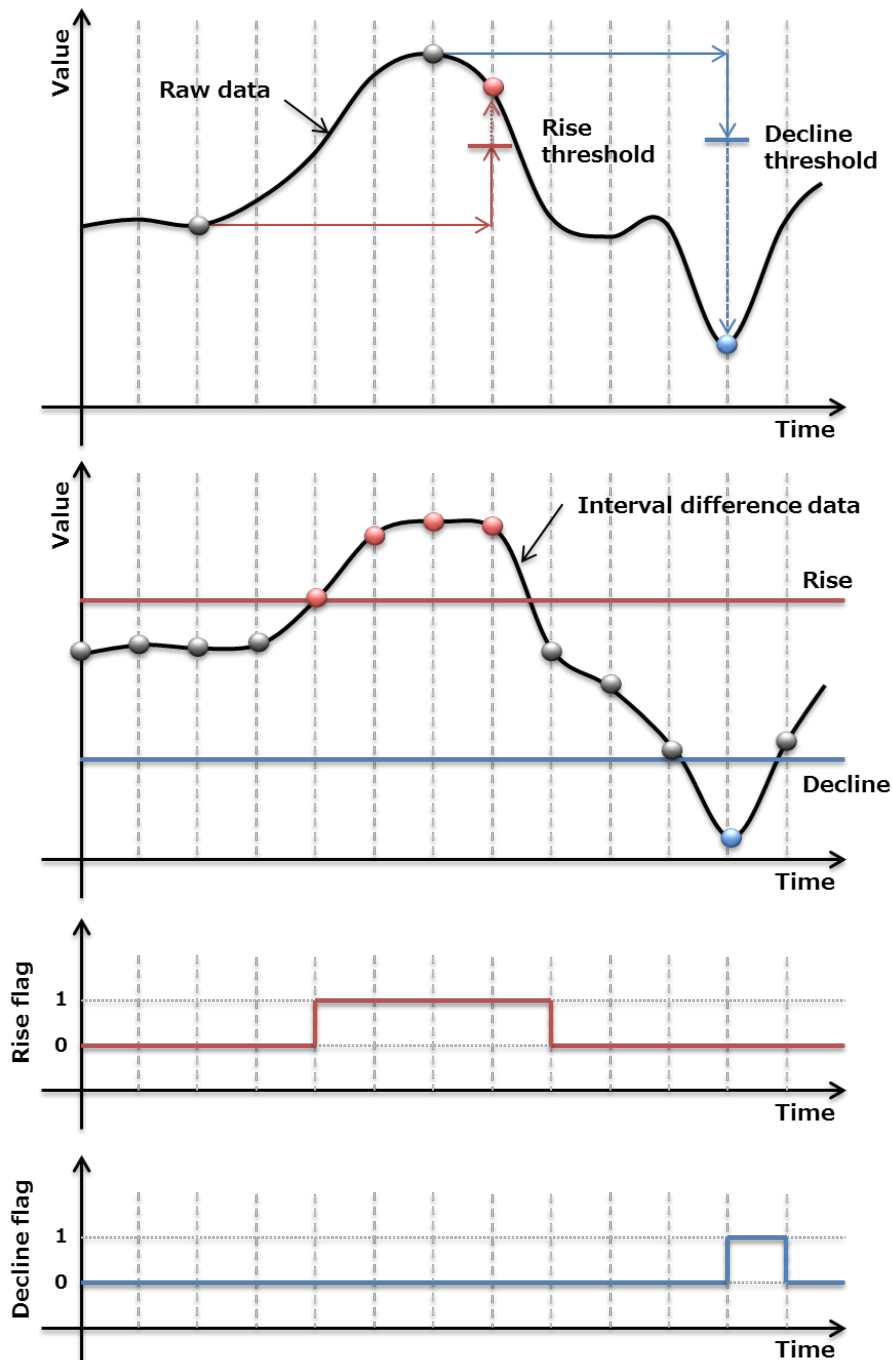 Value
Raw data
Rise
threshold
Decline
threshold
Time
Value
Interval difference data
Rise
Decline
Time
Rise flag
1
0
Time
Decline flag
1
0
Time